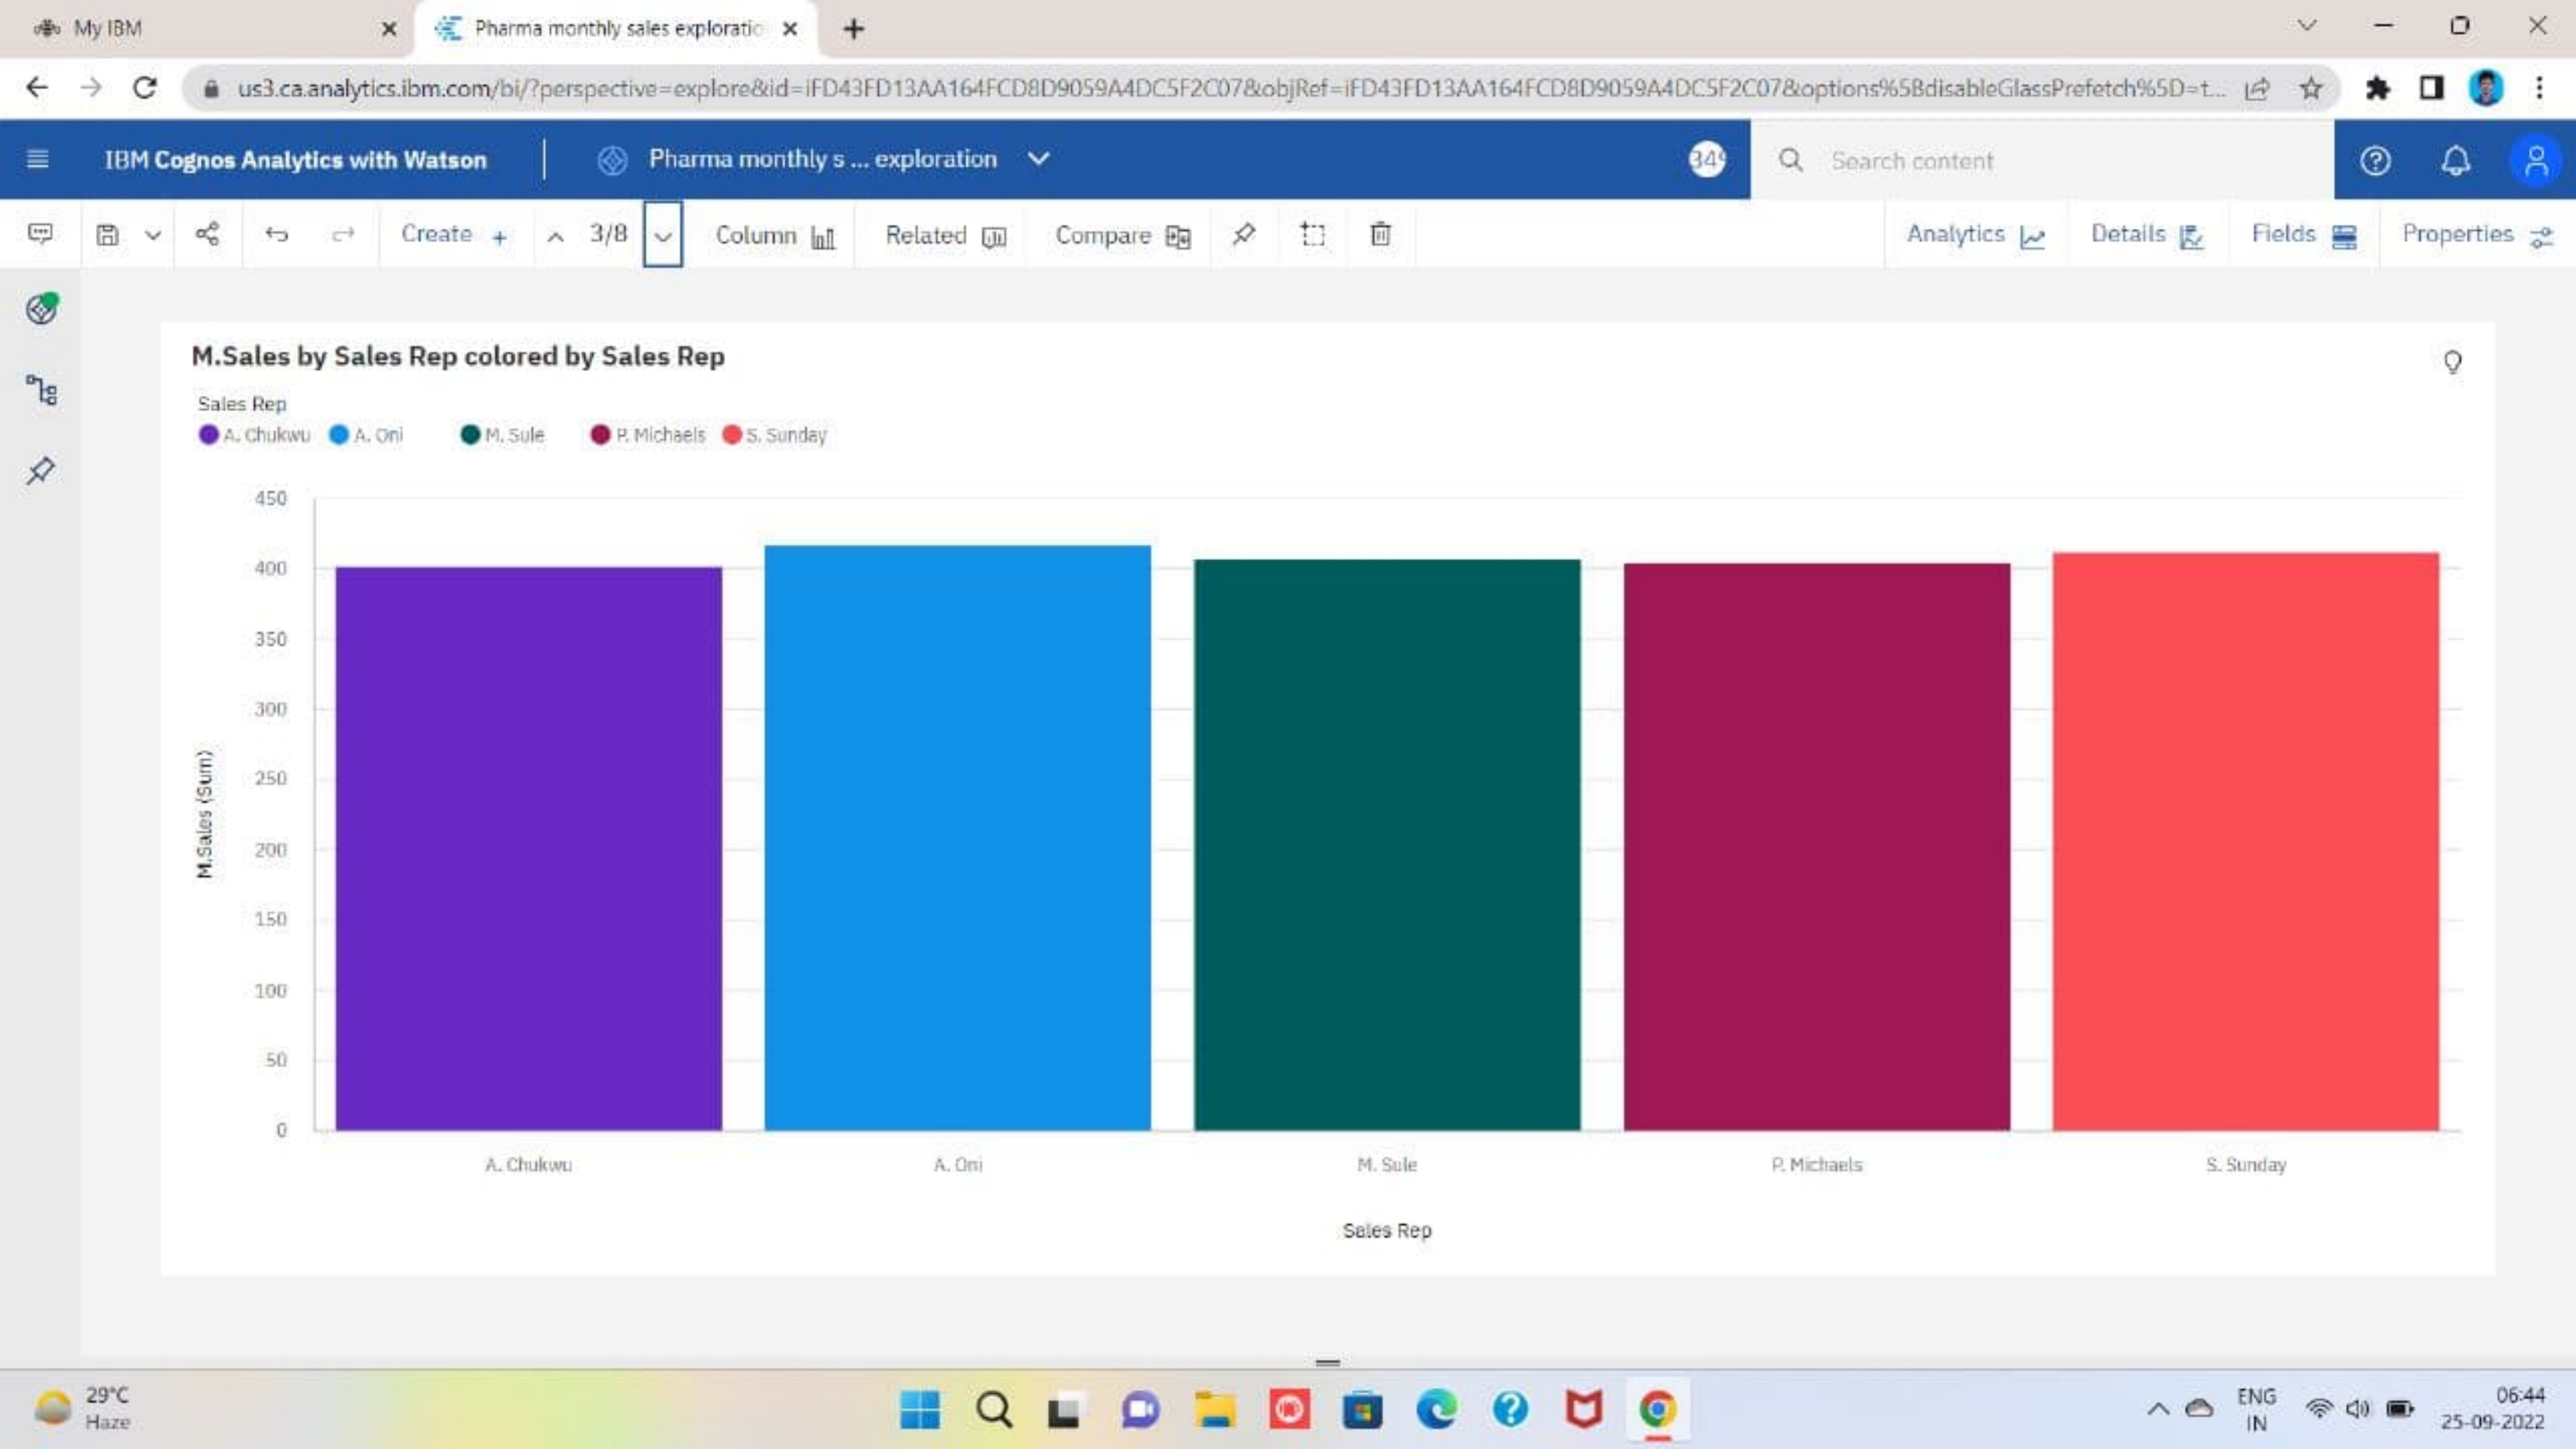 My IBM
Pharma monthly sales exploratio
us3.ca.analytics.ibm.com/bi/?perspective=explore&id=iFD43FD13AA164FCD8D9059A4DC5F2C07&objRef=iFD43FD13AA164FCD8D9059A4DC5F2C07&options%5BdisableGlassPrefetch%5D=t...
IBM Cognos Analytics with Watson
Pharma monthly s ... exploration
Search content
Create
3/8
Column
Related
Compare
Analytics
Details
Fields
Properties
M.Sales by Sales Rep colored by Sales Rep
Sales Rep
A. Chukwu A. Oni M. Sule P. Michaels S. Sunday
450
400
350
300
250
200
150
100
50
0
M.Sales (Sum)
A. Chukwu A. Oni M. Sule P. Michaels S. Sunday
Sales Rep
29°C
Haze
ENG
IN
06:44
25-09-2022